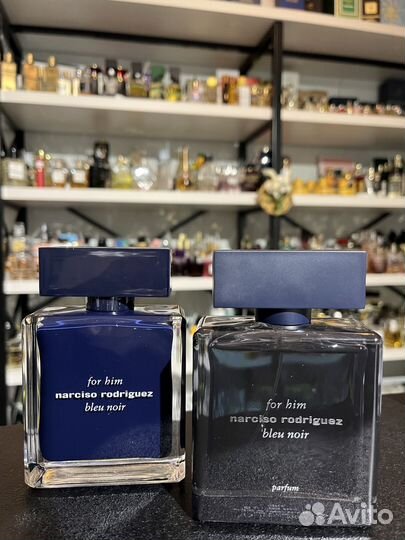 for him
narciso rodriguez
bleu noir
for him
narciso rodriguez
bleu noir
parfum
Avito